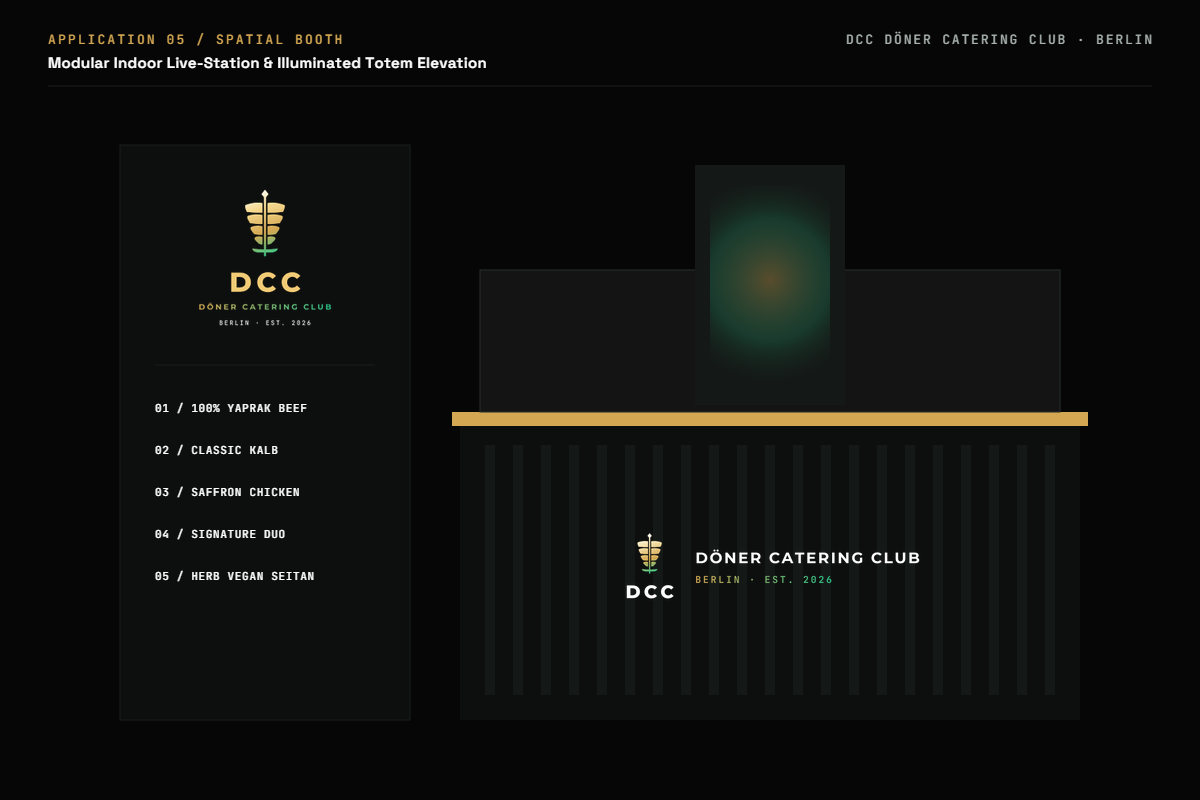 APPLICATION 05 / SPATIAL BOOTH
DCC DÖNER CATERING CLUB · BERLIN
Modular Indoor Live-Station & Illuminated Totem Elevation
DCC
DÖNER CATERING CLUB
BERLIN · EST. 2026
01 / 100% YAPRAK BEEF
02 / CLASSIC KALB
03 / SAFFRON CHICKEN
04 / SIGNATURE DUO
05 / HERB VEGAN SEITAN
DCC
DÖNER CATERING CLUB
BERLIN · EST. 2026